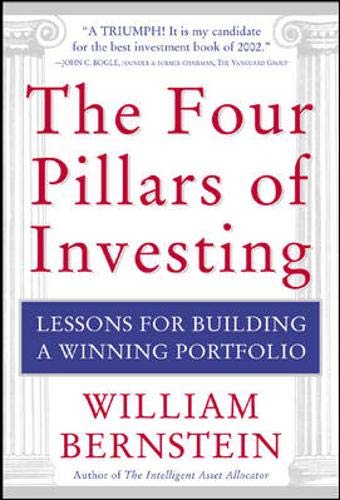 "A TRIUMPH! It is my candidate
for the best investment book of 2002."
—JOHN C. BOGLE, FOUNDER & FORMER CHAIRMAN, THE VANGUARD GROUP
The Four
Pillars of
Investing
LESSONS FOR BUILDING
A WINNING PORTFOLIO
WILLIAM
BERNSTEIN
Author of The Intelligent Asset Allocator